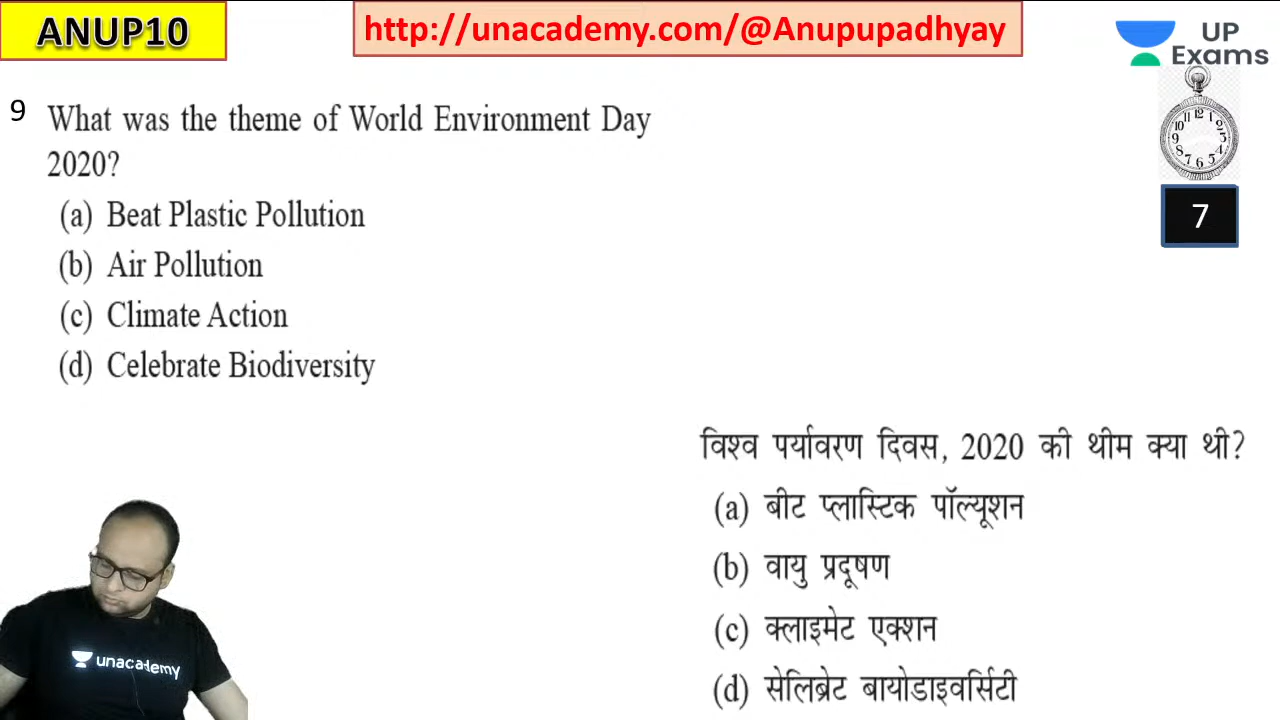 ANUP10
http://unacademy.com/@Anupupadhyay
UP
Exams
7
9 What was the theme of World Environment Day
2020?
(a) Beat Plastic Pollution
(b) Air Pollution
(c) Climate Action
(d) Celebrate Biodiversity
विश्व पर्यावरण दिवस, 2020 की थीम क्या थी?
(a) बीट प्लास्टिक पॉल्यूशन
(b) वायु प्रदूषण
(c) क्लाइमेट एक्शन
(d) सेलिब्रेट बायोडाइवर्सिटी
unacademy